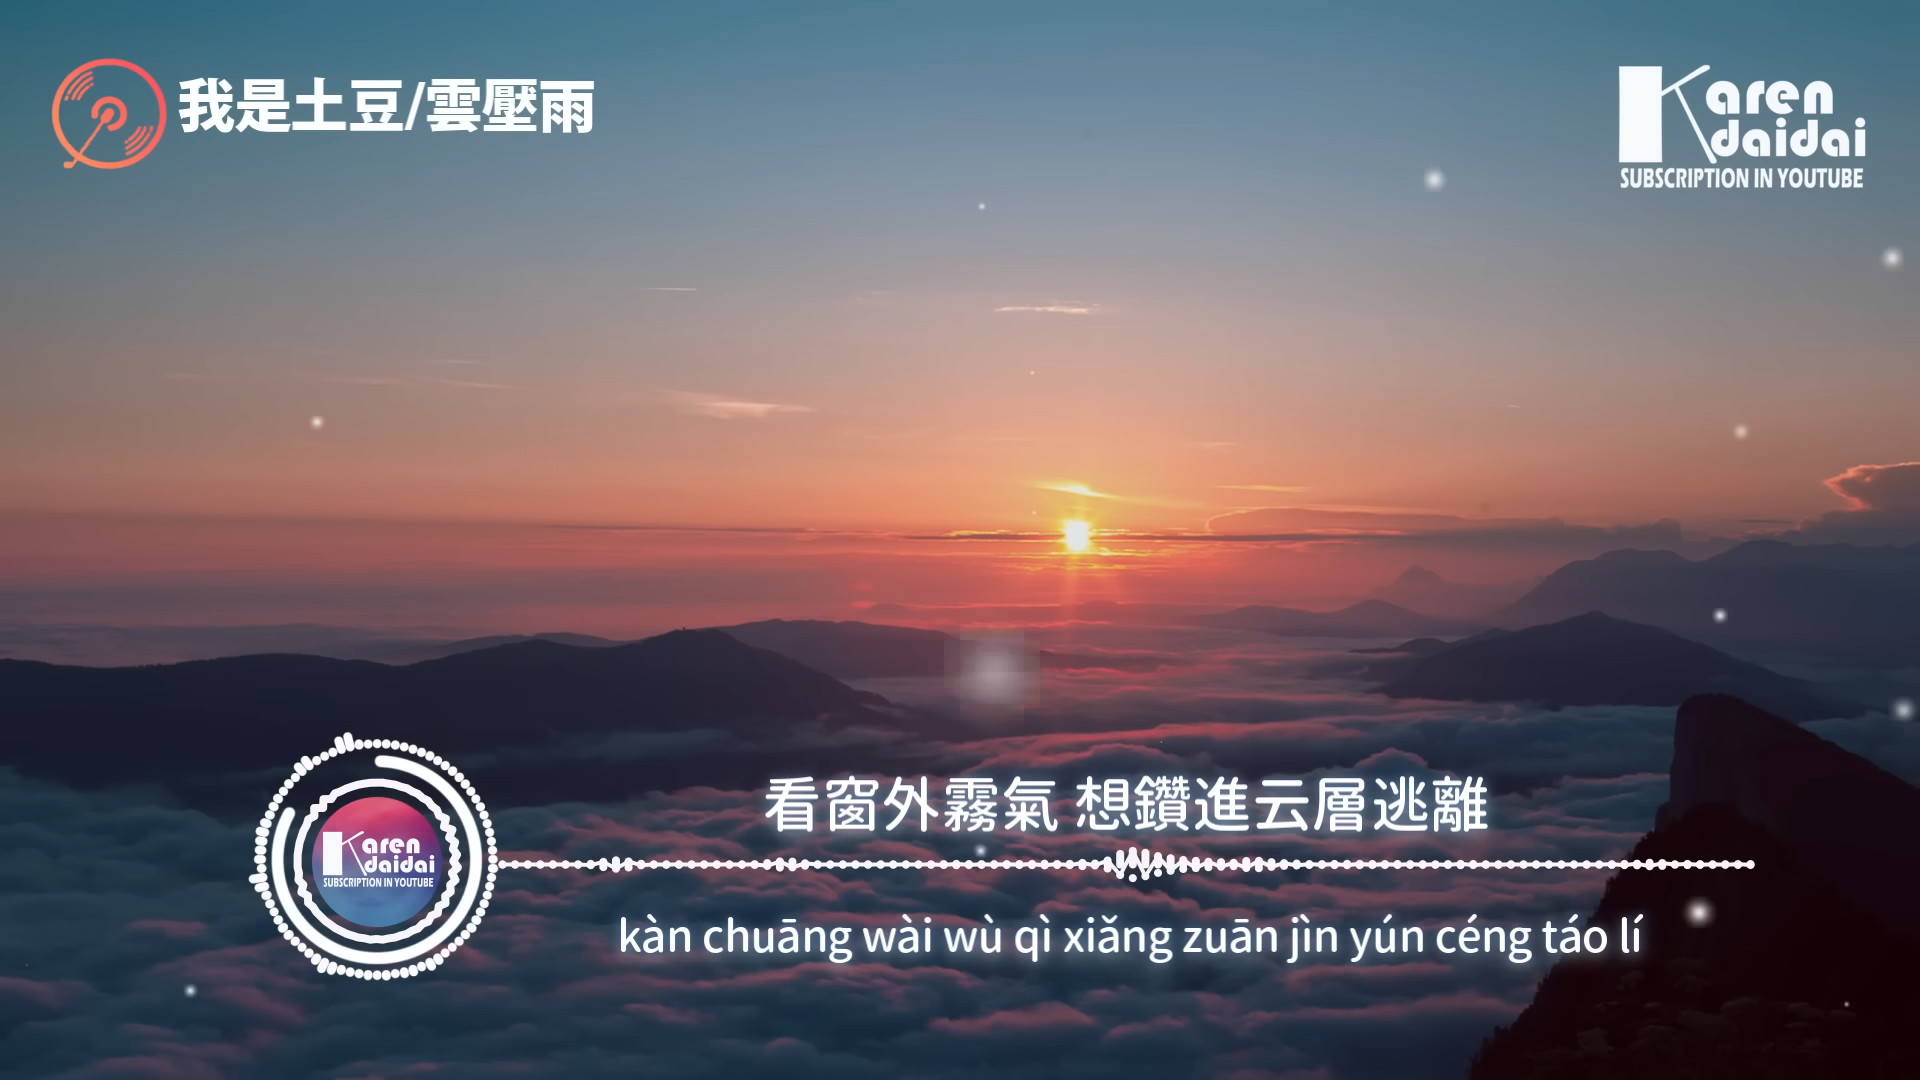 我是土豆/雲壓雨
Karen
daidai
SUBSCRIPTION IN YOUTUBE
看窗外霧氣 想鑽進云層逃離
Karen
daidai
SUBSCRIPTION IN YOUTUBE
kàn chuāng wài wù qì xiǎng zuān jìn yún céng táo lí